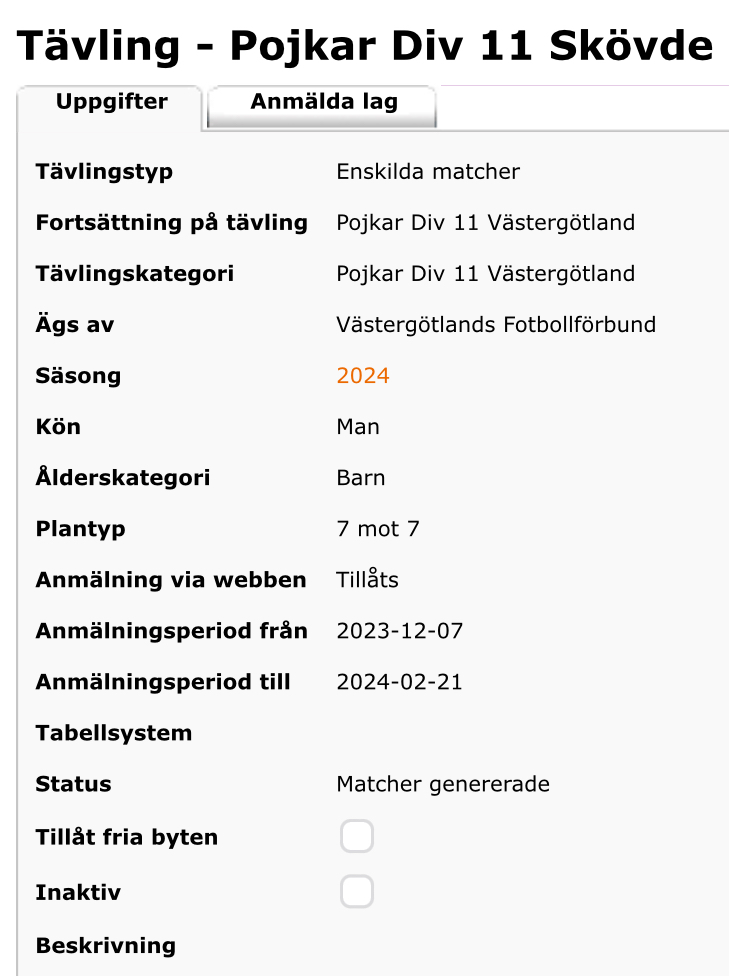 Tävling - Pojkar Div 11 Skövde
Uppgifter Anmälda lag
Tävlingstyp Enskilda matcher
Fortsättning på tävling Pojkar Div 11 Västergötland
Tävlingskategori Pojkar Div 11 Västergötland
Ägs av Västergötlands Fotbollförbund
Säsong 2024
Kön Man
Ålderskategori Barn
Plantyp 7 mot 7
Anmälning via webben Tillåts
Anmälningsperiod från 2023-12-07
Anmälningsperiod till 2024-02-21
Tabellsystem
Status Matcher genererade
Tillåt fria byten
Inaktiv
Beskrivning